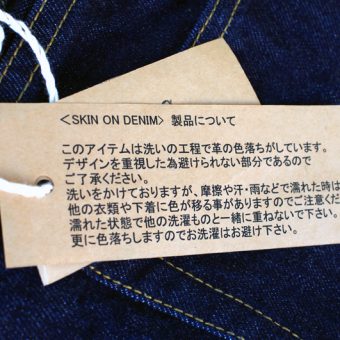 ＜SKIN ON DENIM＞ 製品について
このアイテムは洗いの工程で革の色落ちがしています。
デザインを重視した為避けられない部分であるので
ご了承ください。
洗いをかけておりますが、摩擦や汗・雨などで濡れた時は
他の衣類や下着に色が移る事がありますのでご注意くだ
濡れた状態で他の洗濯ものと一緒に重ねないで下さい。
更に色落ちしますのでお洗濯はお避け下さい。